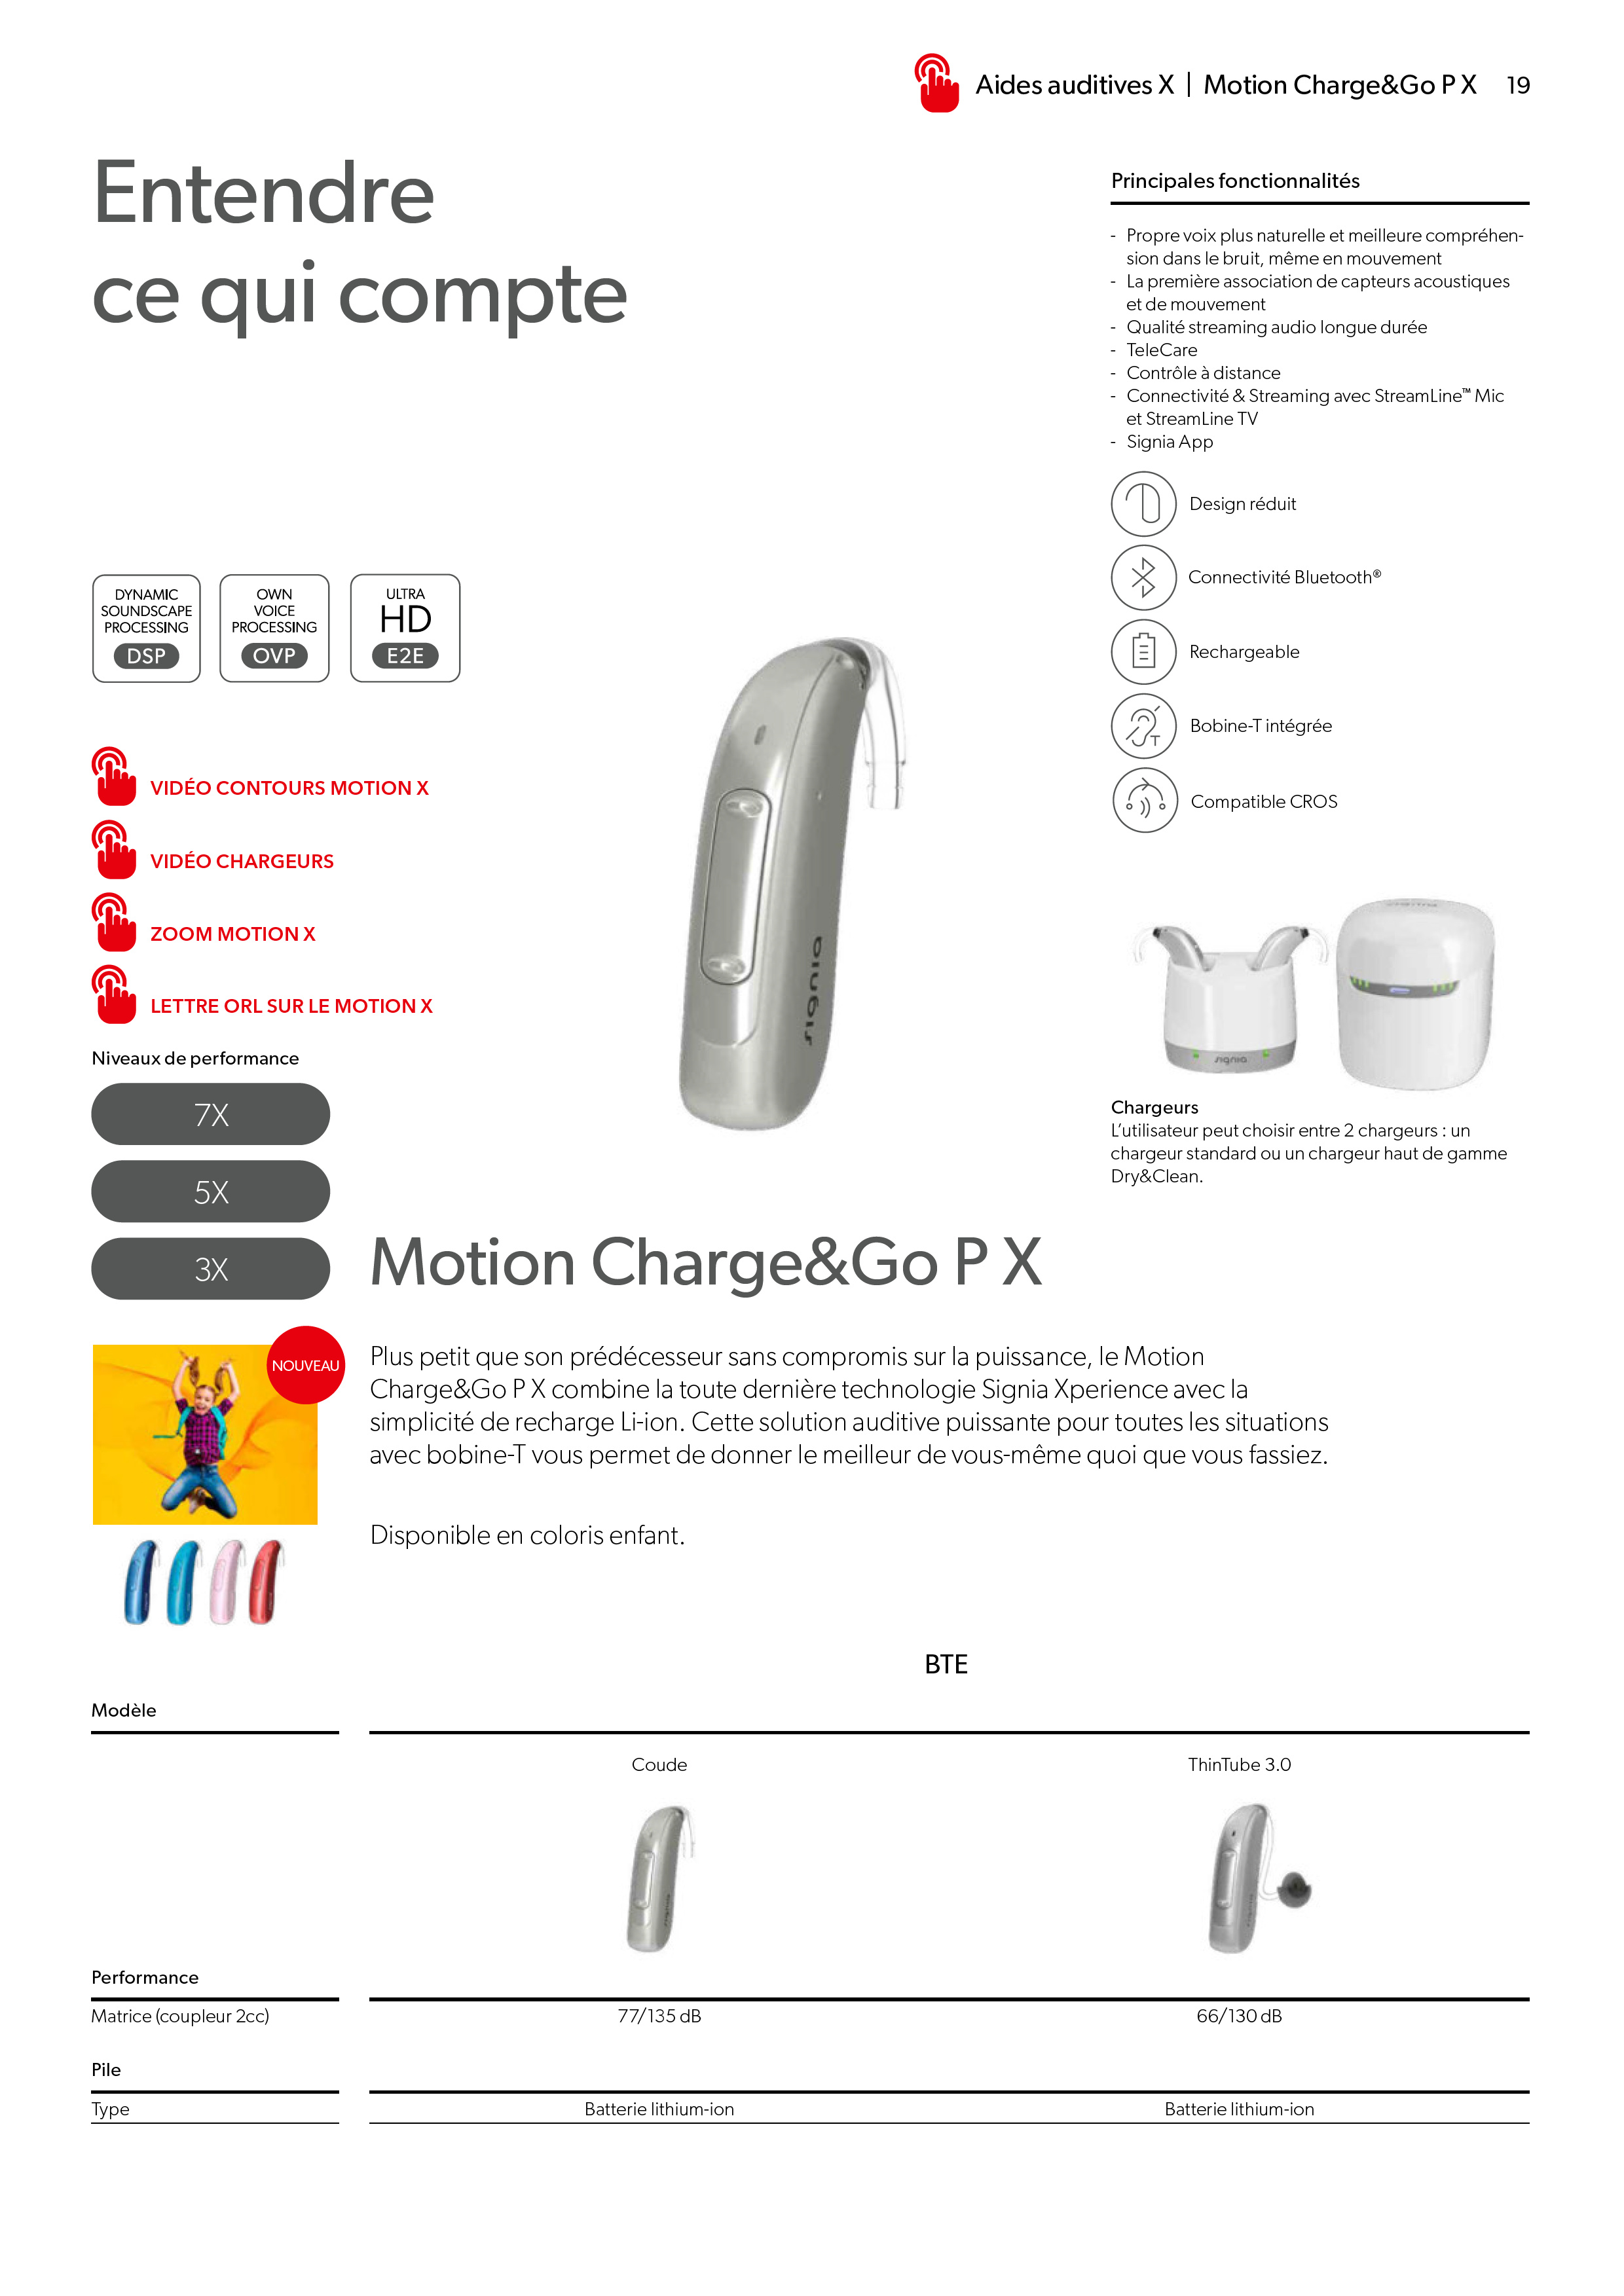 Aides auditives X | Motion Charge&Go P X 19
Entendre
ce qui compte
Principales fonctionnalités
- Propre voix plus naturelle et meilleure compréhen-
sion dans le bruit, même en mouvement
- La première association de capteurs acoustiques
et de mouvement
- Qualité streaming audio longue durée
- TeleCare
- Contrôle à distance
- Connectivité & Streaming avec StreamLine™ Mic
et StreamLine TV
- Signia App
Design réduit
Connectivité Bluetooth®
Rechargeable
Bobine-T intégrée
T
Compatible CROS
DYNAMIC
SOUNDSCAPE
PROCESSING
DSP
OWN
VOICE
PROCESSING
OVP
ULTRA
HD
E2E
VIDÉO CONTOURS MOTION X
VIDÉO CHARGEURS
ZOOM MOTION X
LETTRE ORL SUR LE MOTION X
signia
signia
signia
Chargeurs
L'utilisateur peut choisir entre 2 chargeurs : un
chargeur standard ou un chargeur haut de gamme
Dry&Clean.
Niveaux de performance
7X
5X
3X
Motion Charge&Go P X
NOUVEAU
Plus petit que son prédécesseur sans compromis sur la puissance, le Motion
Charge&Go P X combine la toute dernière technologie Signia Xperience avec la
simplicité de recharge Li-ion. Cette solution auditive puissante pour toutes les situations
avec bobine-T vous permet de donner le meilleur de vous-même quoi que vous fassiez.
Disponible en coloris enfant.
BTE
Modèle
Coude
ThinTube 3.0
signia
signia
Performance
Matrice (coupleur 2cc)
77/135 dB
66/130 dB
Pile
Type
Batterie lithium-ion
Batterie lithium-ion